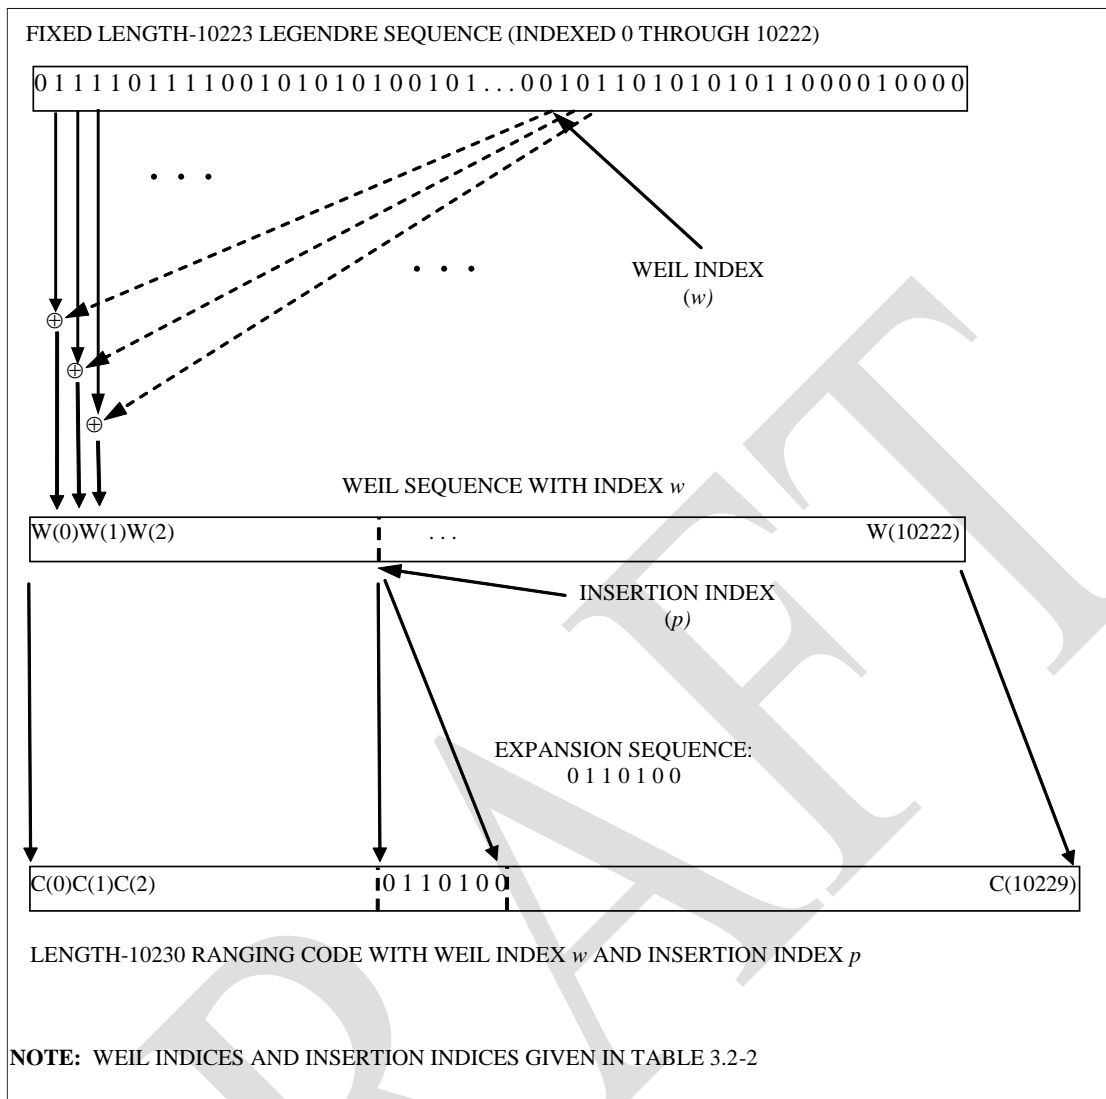 FIXED LENGTH-10223 LEGENDRE SEQUENCE (INDEXED 0 THROUGH 10222)
0 1 1 1 1 0 1 1 1 1 0 0 1 0 1 0 1 0 1 0 0 1 0 1 . . . 0 0 1 0 1 1 0 1 0 1 0 1 0 1 1 0 0 0 0 1 0 0 0 0
. . .
. . .
WEIL INDEX
(w)
⊕
⊕
⊕
WEIL SEQUENCE WITH INDEX w
W(0)W(1)W(2) . . . W(10222)
INSERTION INDEX
(p)
EXPANSION SEQUENCE:
0 1 1 0 1 0 0
C(0)C(1)C(2) 0 1 1 0 1 0 0 C(10229)
LENGTH-10230 RANGING CODE WITH WEIL INDEX w AND INSERTION INDEX p
NOTE: WEIL INDICES AND INSERTION INDICES GIVEN IN TABLE 3.2-2
DRAFT